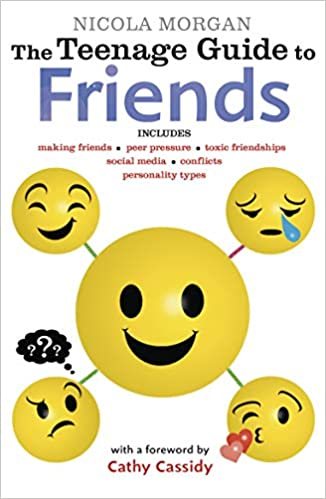 NICOLA MORGAN
The Teenage Guide to
Friends
INCLUDES
making friends ▪ peer pressure ▪ toxic friendships
social media ▪ conflicts
personality types
???
with a foreword by
Cathy Cassidy